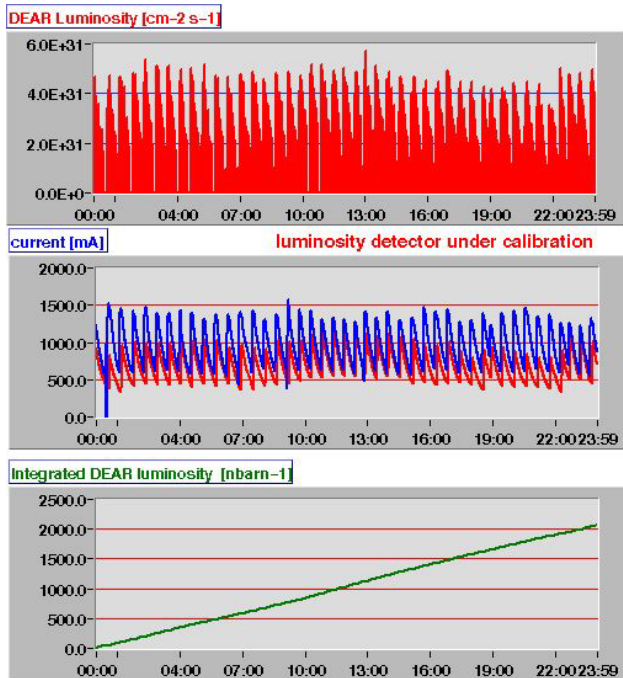 DEAR Luminosity [cm-2 s-1]
6.0E+31
4.0E+31
2.0E+31
0.0E+0
00:00 04:00 07:00 10:00 13:00 16:00 19:00 22:00 23:59
current [mA]
luminosity detector under calibration
2000.0
1500.0
1000.0
500.0
0.0
00:00 04:00 07:00 10:00 13:00 16:00 19:00 22:00 23:59
Integrated DEAR luminosity [nbarn-1]
2500.0
2000.0
1500.0
1000.0
500.0
0.0
00:00 04:00 07:00 10:00 13:00 16:00 19:00 22:00 23:59